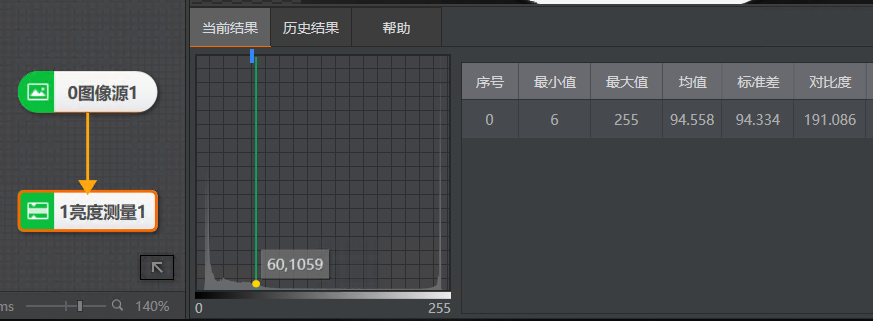 当前结果 历史结果 帮助
0图像源1
序号 最小值 最大值 均值 标准差 对比度
0 6 255 94.558 94.334 191.086
1亮度测量1
60,1059
ms 140%
0 255